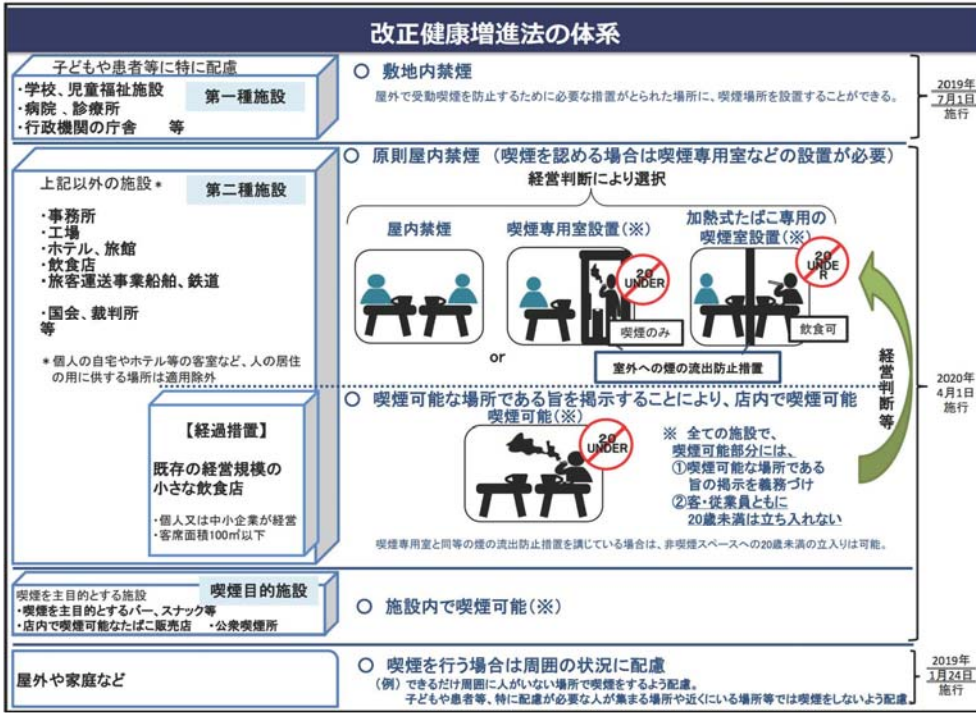 改正健康増進法の体系
子どもや患者等に特に配慮
・学校、児童福祉施設
・病院、診療所
・行政機関の庁舎 等
第一種施設
○ 敷地内禁煙
屋外で受動喫煙を防止するために必要な措置がとられた場所に、喫煙場所を設置することができる。
2019年
7月1日
施行
上記以外の施設*
第二種施設
・事務所
・工場
・ホテル、旅館
・飲食店
・旅客運送事業船舶、鉄道
・国会、裁判所
等
*個人の自宅やホテル等の客室など、人の居住
の用に供する場所は適用除外
○ 原則屋内禁煙 (喫煙を認める場合は喫煙専用室などの設置が必要)
経営判断により選択
屋内禁煙
喫煙専用室設置(※)
加熱式たばこ専用の
喫煙室設置(※)
20
UNDER
20
UNDE
R
喫煙のみ
飲食可
or
室外への煙の流出防止措置
経営判断等
2020年
4月1日
施行
【経過措置】
既存の経営規模の
小さな飲食店
・個人又は中小企業が経営
・客席面積100㎡以下
○ 喫煙可能な場所である旨を掲示することにより、店内で喫煙可能
喫煙可能(※)
20
UNDER
※ 全ての施設で、
喫煙可能部分には、
①喫煙可能な場所である
旨の掲示を義務づけ
②客・従業員ともに
20歳未満は立ち入れない
喫煙専用室と同等の煙の流出防止措置を講じている場合は、非喫煙スペースへの20歳未満の立入りは可能。
喫煙を主目的とする施設
喫煙目的施設
・喫煙を主目的とするバー、スナック等
・店内で喫煙可能なたばこ販売店 ・公衆喫煙所
○ 施設内で喫煙可能(※)
屋外や家庭など
○ 喫煙を行う場合は周囲の状況に配慮
(例)できるだけ周囲に人がいない場所で喫煙をするよう配慮。
子どもや患者等、特に配慮が必要な人が集まる場所や近くにいる場所等では喫煙をしないよう配慮
2019年
1月24日
施行